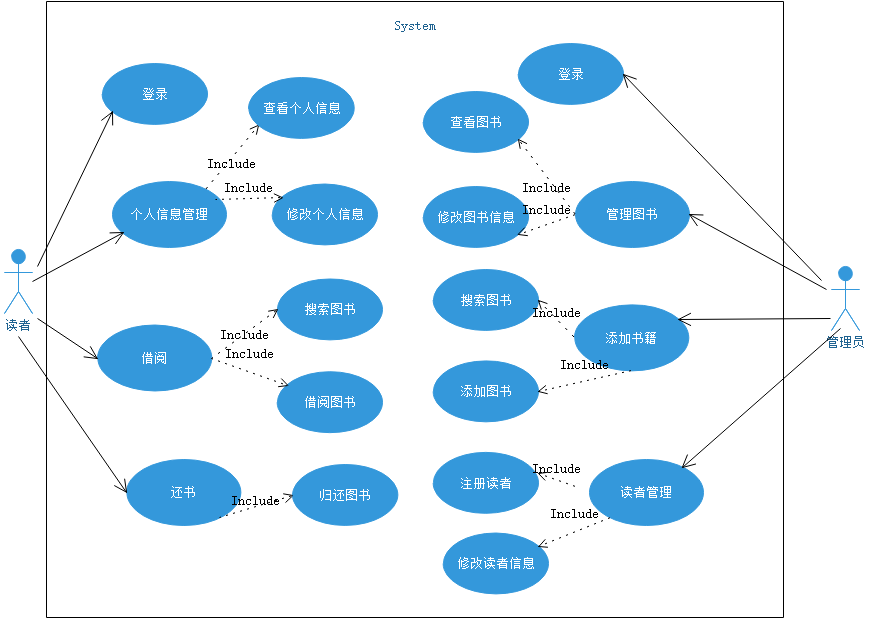 System
登录
查看个人信息
Include
个人信息管理
Include
修改个人信息
读者
搜索图书
Include
借阅
Include
借阅图书
还书
Include
归还图书
登录
查看图书
Include
管理图书
修改图书信息
Include
管理员
搜索图书
Include
添加书籍
Include
添加图书
注册读者
Include
读者管理
Include
修改读者信息